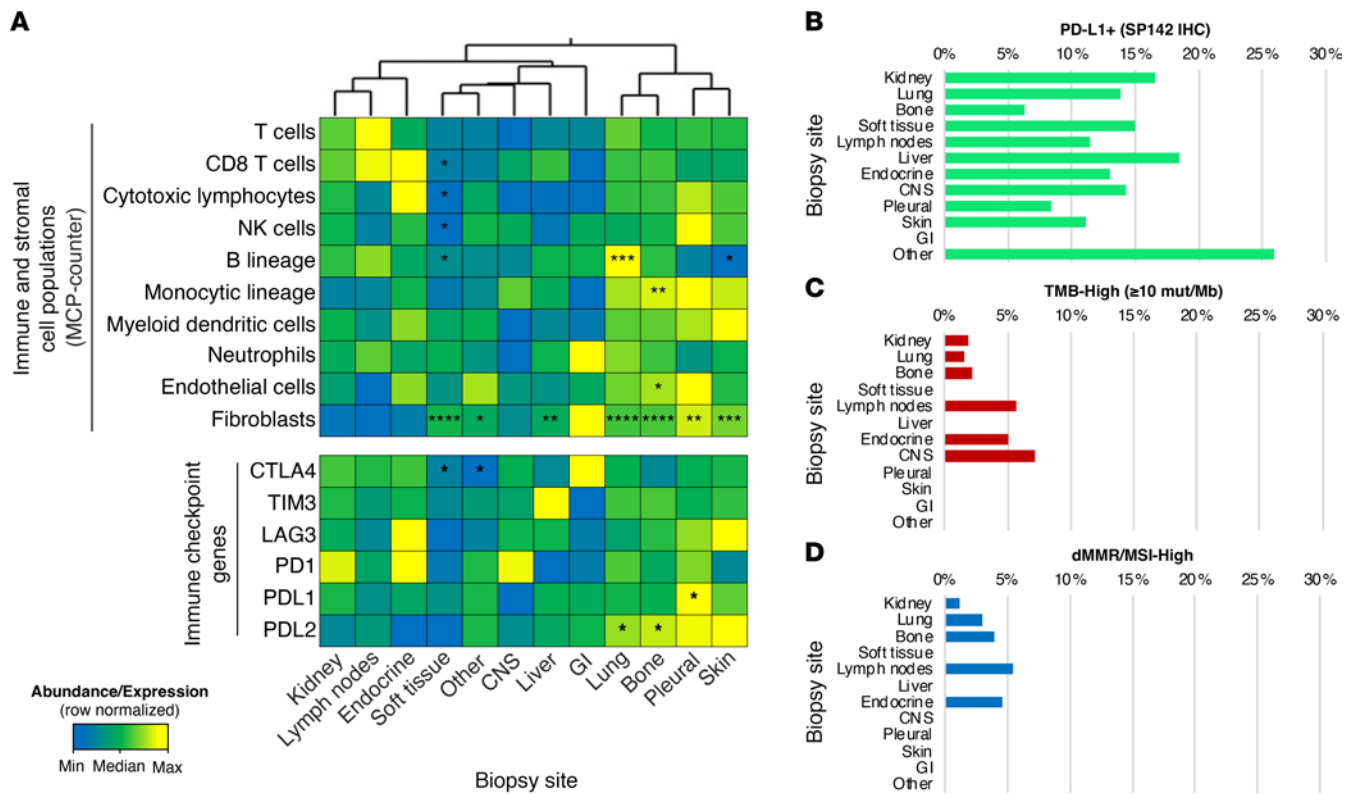 A
Immune and stromal
cell populations
(MCP-counter)
T cells
CD8 T cells
*
Cytotoxic lymphocytes
*
NK cells
*
B lineage
*
***
*
Monocytic lineage
**
Myeloid dendritic cells
Neutrophils
Endothelial cells
*
Fibroblasts
****
*
**
****
****
**
***
Immune checkpoint
genes
CTLA4
*
*
TIM3
LAG3
PD1
PDL1
*
PDL2
*
*
Kidney
Lymph nodes
Endocrine
Soft tissue
Other
CNS
Liver
GI
Lung
Bone
Pleural
Skin
Biopsy site
Abundance/Expression
(row normalized)
Min Median Max
B
PD-L1+ (SP142 IHC)
0% 5% 10% 15% 20% 25% 30%
Biopsy site
Kidney
Lung
Bone
Soft tissue
Lymph nodes
Liver
Endocrine
CNS
Pleural
Skin
GI
Other
C
TMB-High (≥10 mut/Mb)
0% 5% 10% 15% 20% 25% 30%
Biopsy site
Kidney
Lung
Bone
Soft tissue
Lymph nodes
Liver
Endocrine
CNS
Pleural
Skin
GI
Other
D
dMMR/MSI-High
0% 5% 10% 15% 20% 25% 30%
Biopsy site
Kidney
Lung
Bone
Soft tissue
Lymph nodes
Liver
Endocrine
CNS
Pleural
Skin
GI
Other